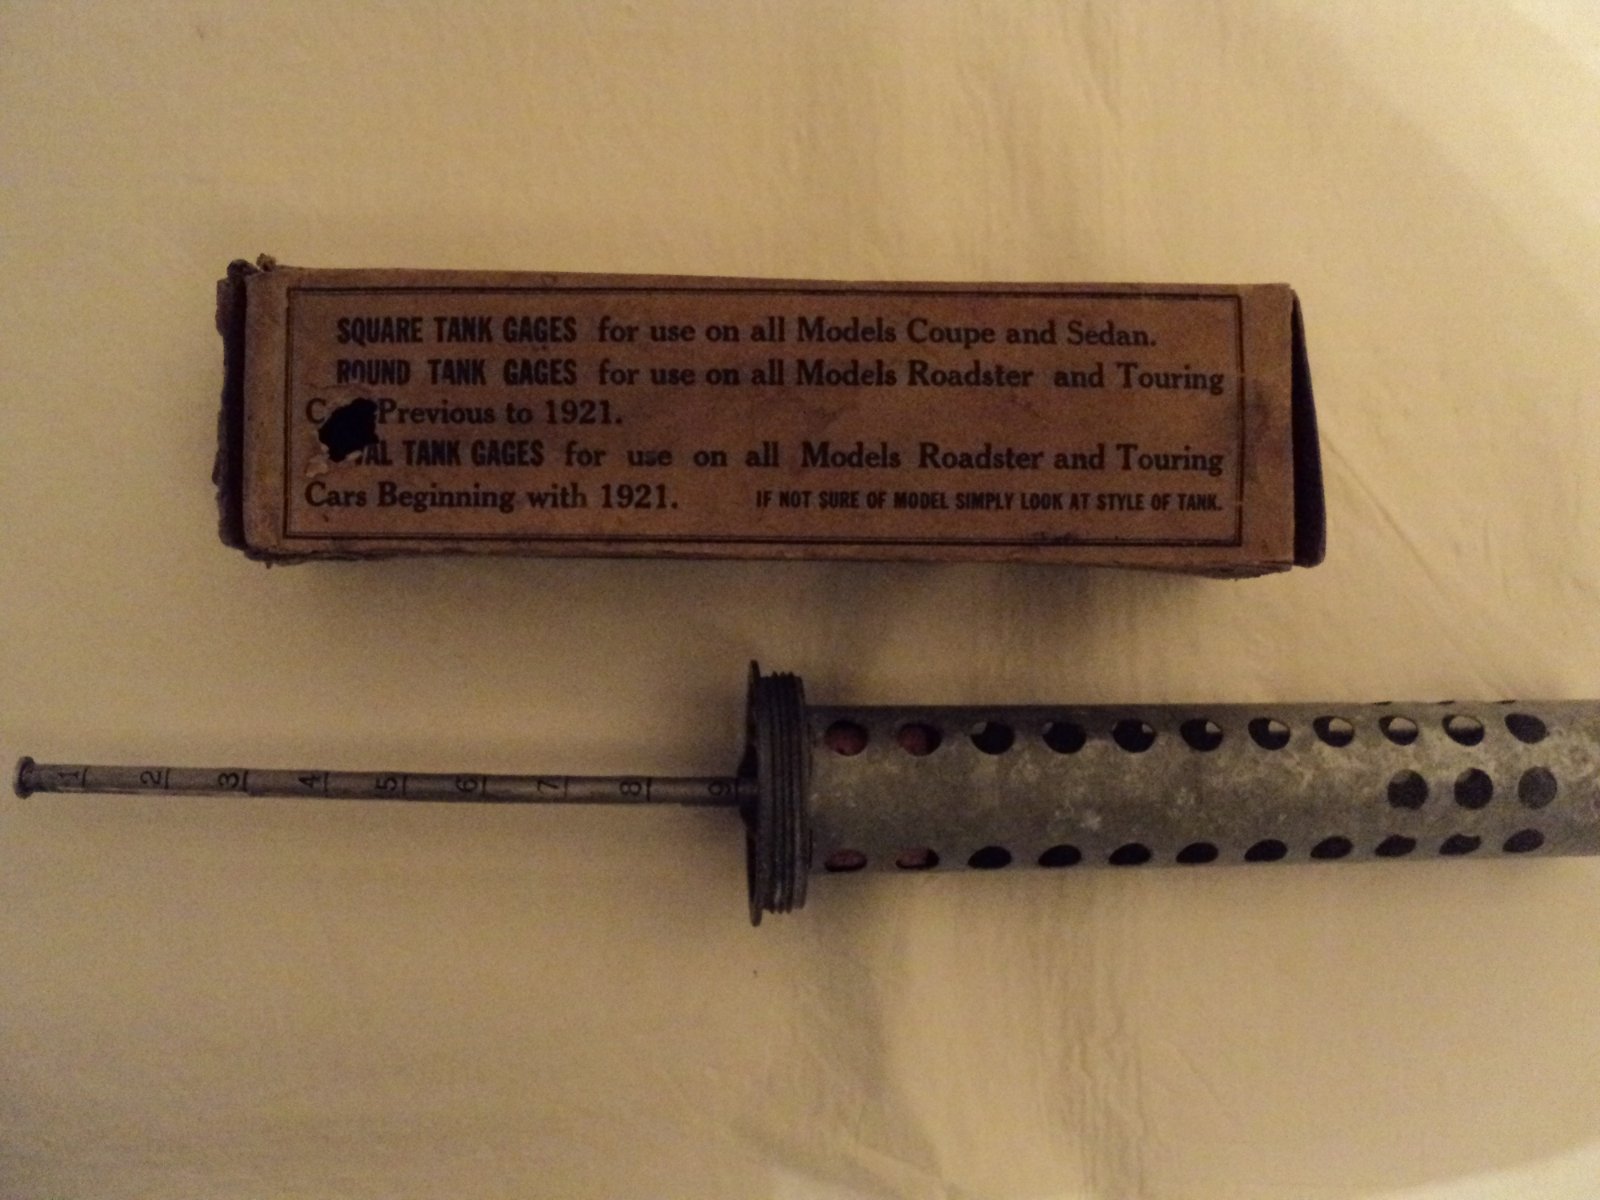 SQUARE TANK GAGES for use on all Models Coupe and Sedan.
ROUND TANK GAGES for use on all Models Roadster and Touring
Previous to 1921.
TANK GAGES for use on all Models Roadster and Touring
Cars Beginning with 1921. IF NOT SURE OF MODEL SIMPLY LOOK AT STYLE OF TANK.
1 2 3 4 5 6 7 8 9